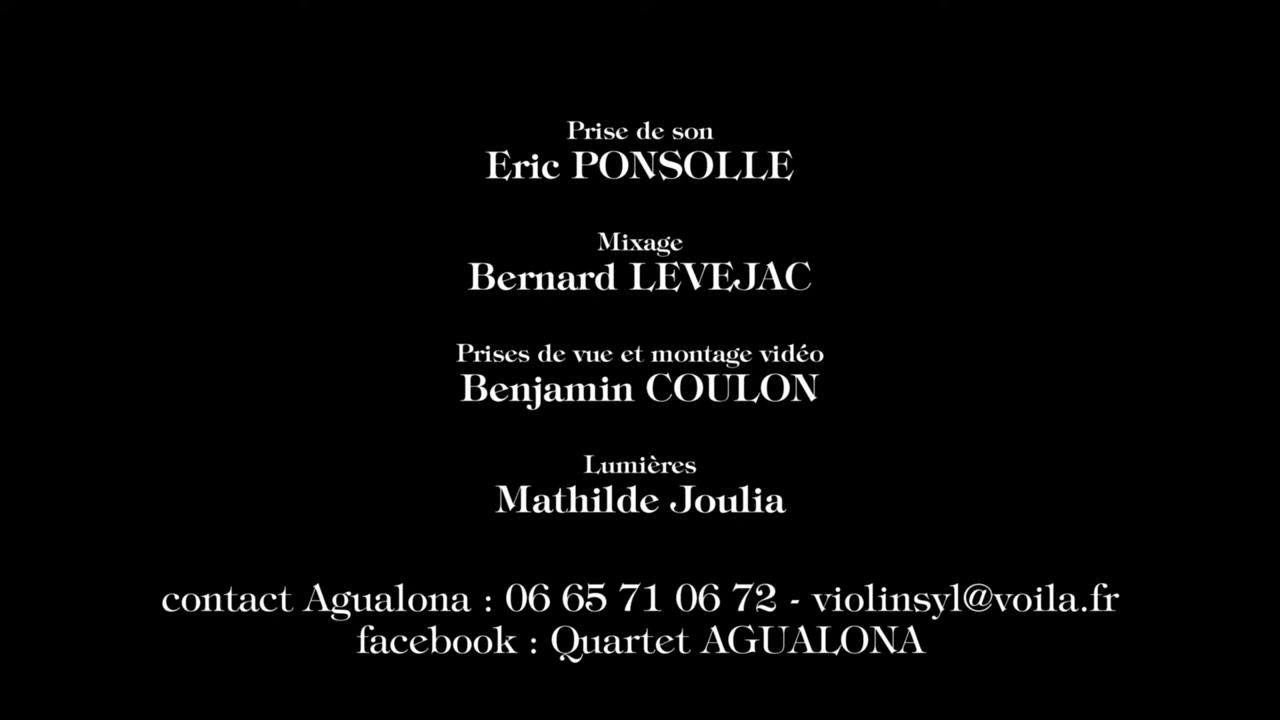 Prise de son
Eric PONSOLLE
Mixage
Bernard LEVEJAC
Prises de vue et montage vidéo
Benjamin COULON
Lumières
Mathilde Joulia
contact Agualona : 06 65 71 06 72 - violinsyl@voila.fr
facebook : Quartet AGUALONA